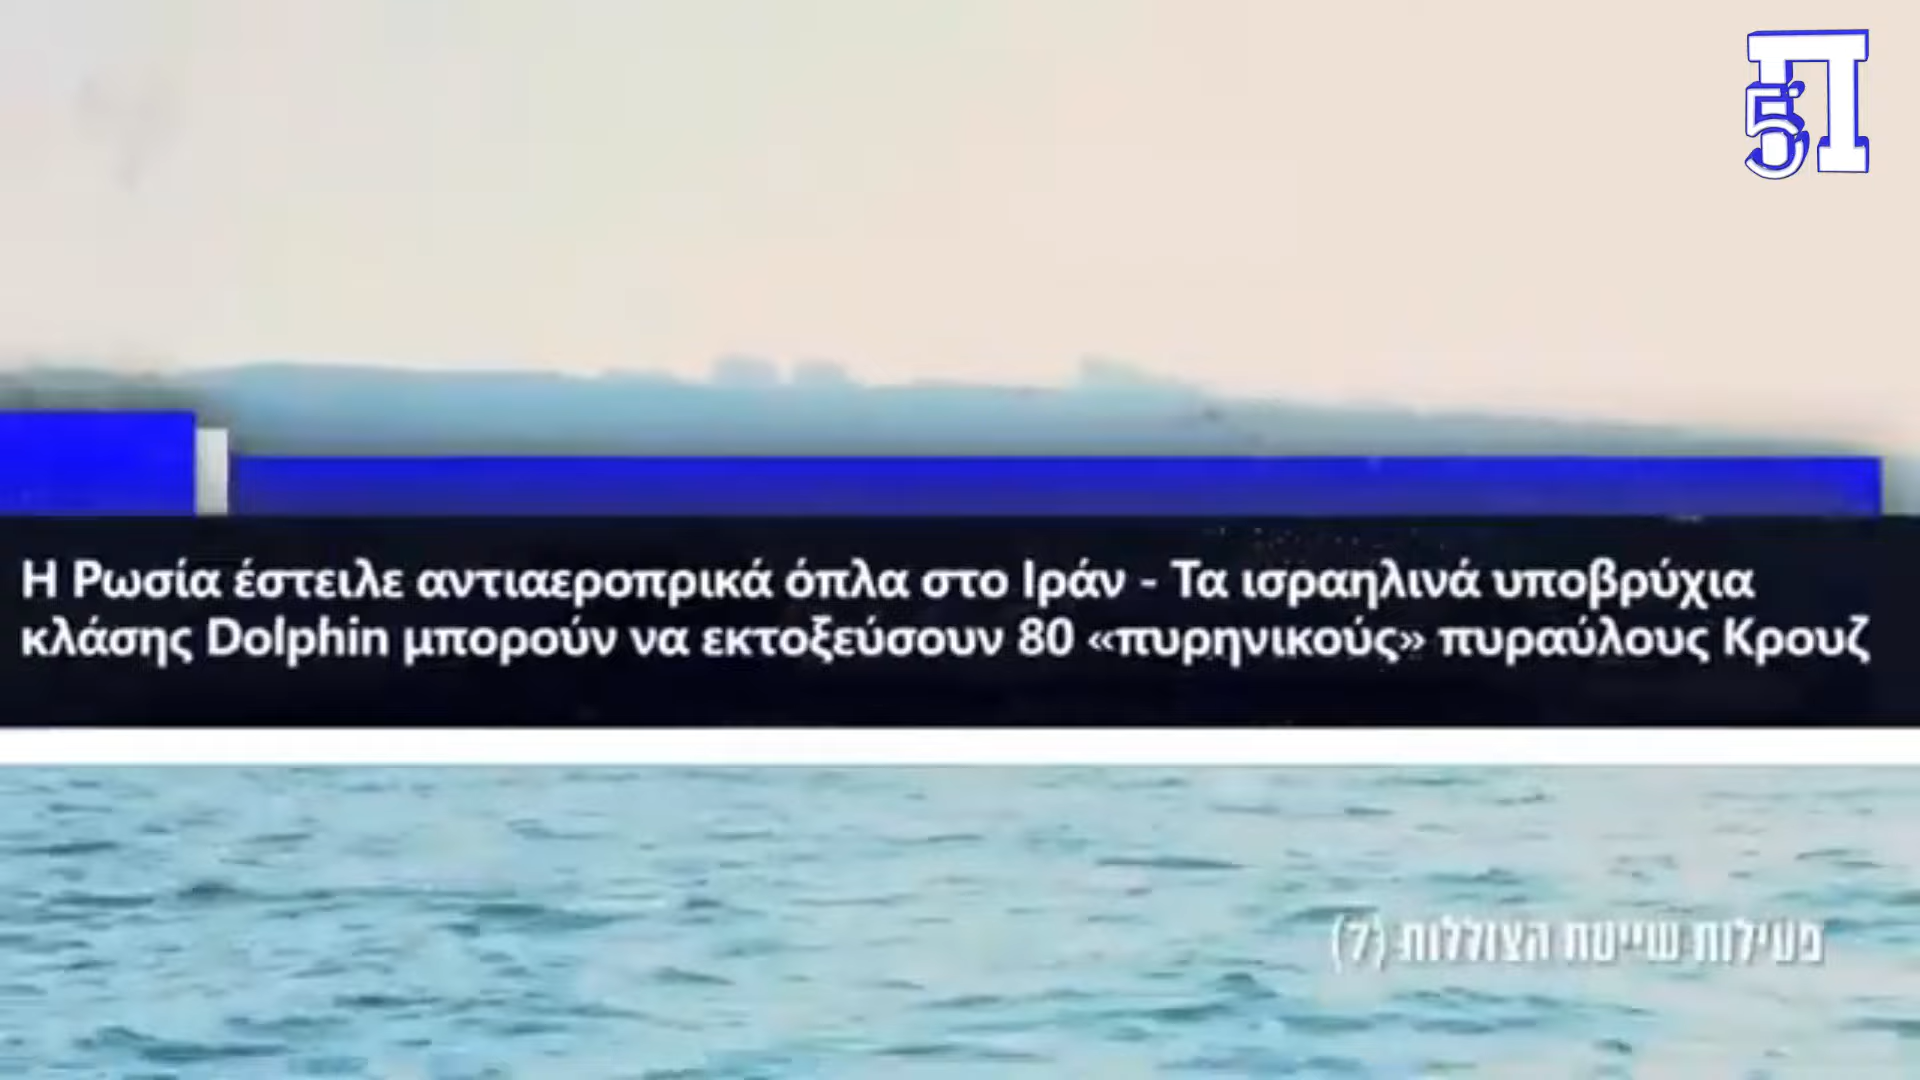 5Π
Η Ρωσία έστειλε αντιαεροπρικά όπλα στο Ιράν - Τα ισραηλινά υποβρύχια
κλάσης Dolphin μπορούν να εκτοξεύσουν 80 «πυρηνικούς» πυραύλους Κρουζ
פעילות שייטת הצוללות (7)